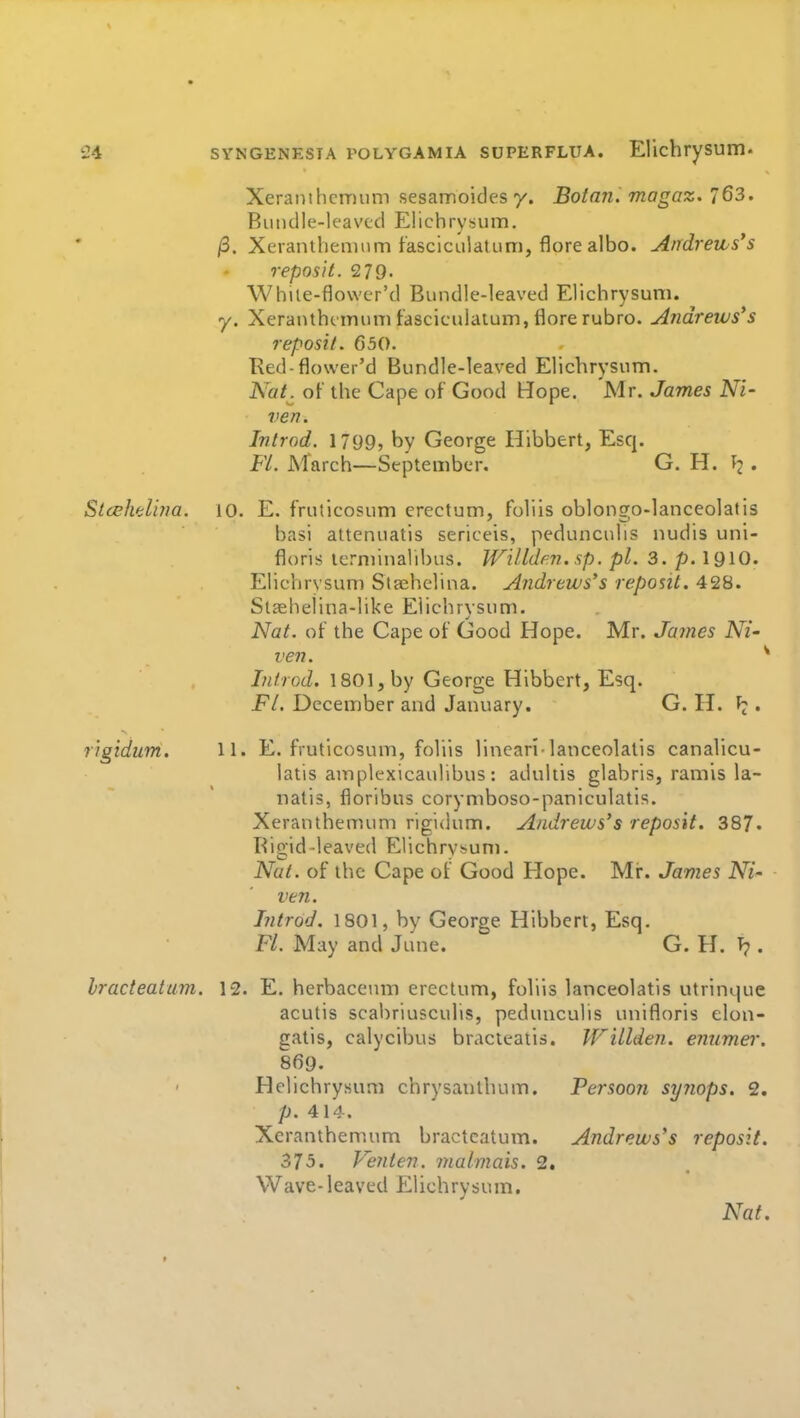 24 SYNGENESIA POLYGAMIA SUPERFLUA. Elichrysum.
Xeranthemum sesamoides γ. Botan. magaz. 763.
Bundle-leaved Elichrysum.
β. Xeranthemum fasciculatum, flore albo. Andrews's
reposit. 279.
White-flower'd Bundle-leaved Elichrysum.
γ. Xeranthemum fasciculatum, flore rubro. Andrews's
reposit. 650.
Red-flower'd Bundle-leaved Elichrysum.
Nat. of the Cape of Good Hope. Mr. James Ni-
ven.
Introd. 1799, by George Hibbert, Esq.
Fl. March—September. G. H. ♄.
Stæhelina. 10. E. fruticosum erectum, foliis oblongo-lanceolatis
basi attenuatis sericeis, pedunculis nudis uni-
floris terminalibus. Willden. sp. pl. 3. p. 1910.
Elichrysum Stæhelina. Andrews's reposit. 428.
Stæhelina-like Elichrysum.
Nat. of the Cape of Good Hope. Mr. James Ni-
ven.
Introd. 1801, by George Hibbert, Esq.
Fl. December and January. G. H. ♄.
rigidum. 11. E. fruticosum, foliis lineari-lanceolatis canalicu-
latis amplexicaulibus: adultis glabris, ramis la-
natis, floribus corymboso-paniculatis.
Xeranthemum rigidum. Andrews's reposit. 387.
Rigid-leaved Elichrysum.
Nat. of the Cape of Good Hope. Mr. James Ni-
ven.
Introd. 1801, by George Hibbert, Esq.
Fl. May and June. G. H. ♄.
bracteatum. 12. E. herbaceum erectum, foliis lanceolatis utrinque
acutis scabriusculis, pedunculis unifloris elon-
gatis, calycibus bracteatis. Willden. enumer.
869.
Helichrysum chrysanthum. Persoon synops. 2.
p. 414.
Xeranthemum bracteatum. Andrews's reposit.
375. Venten. malmais. 2.
Wave-leaved Elichrysum.
Nat.